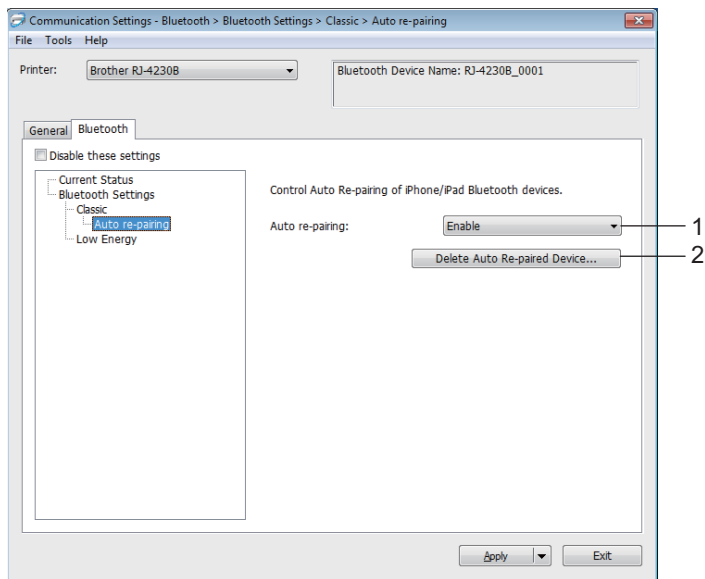 Communication Settings - Bluetooth > Bluetooth Settings > Classic > Auto re-pairing
File Tools Help
Printer: Brother RJ-4230B
Bluetooth Device Name: RJ-4230B_0001
General Bluetooth
Disable these settings
Current Status
Bluetooth Settings
Classic
Auto re-pairing
Low Energy
Control Auto Re-pairing of iPhone/iPad Bluetooth devices.
Auto re-pairing: Enable 1
Delete Auto Re-paired Device... 2
Apply Exit